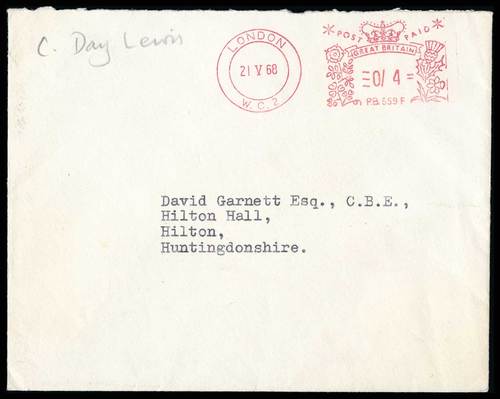 C. Day Lewis
LONDON
21 V 68
W.C.2.
POST PAID
GREAT BRITAIN
0/ 4
P.B. 559 F
David Garnett Esq., C.B.E.,
Hilton Hall,
Hilton,
Huntingdonshire.